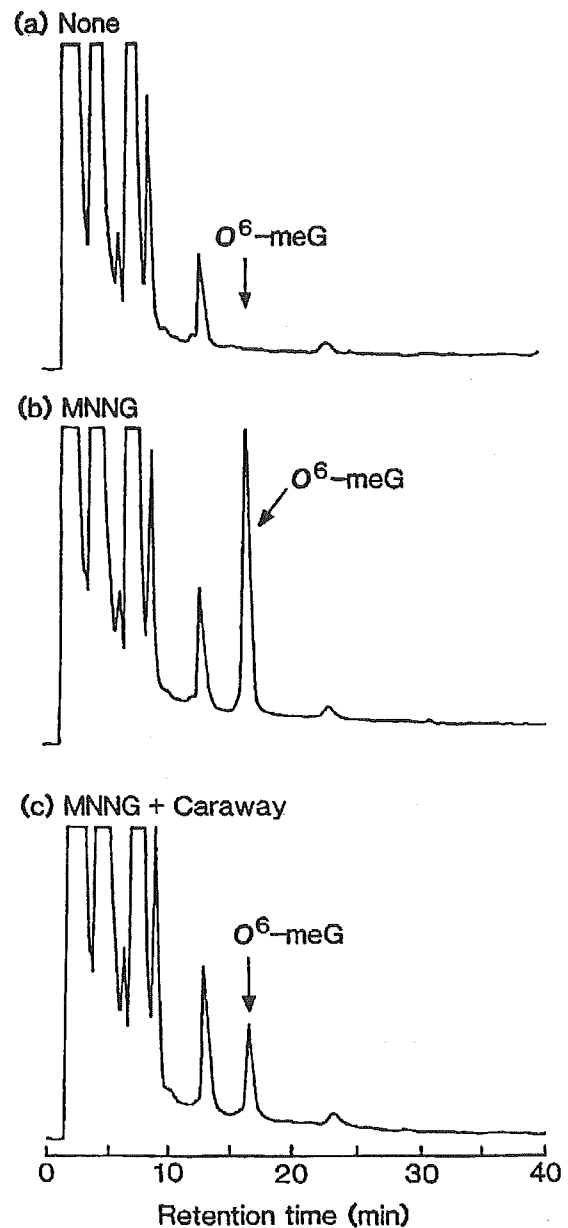 (a) None
O⁶-meG
(b) MNNG
O⁶-meG
(c) MNNG + Caraway
O⁶-meG
0 10 20 30 40
Retention time (min)